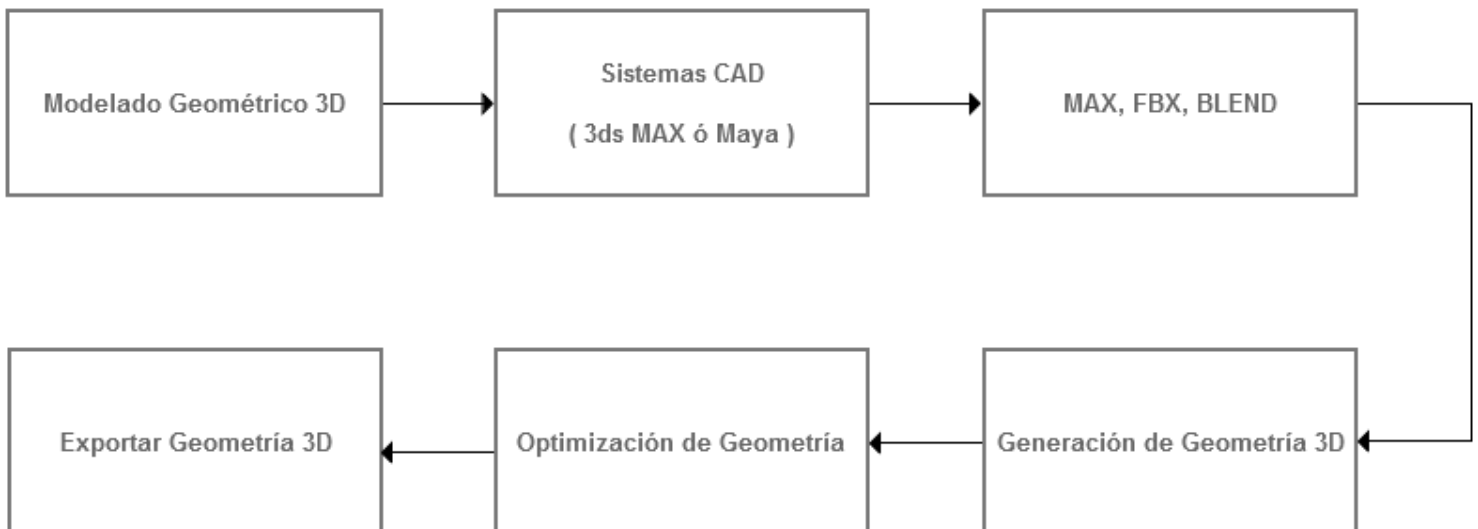 Modelado Geométrico 3D
Sistemas CAD
( 3ds MAX ó Maya )
MAX, FBX, BLEND
Generación de Geometría 3D
Optimización de Geometría
Exportar Geometría 3D